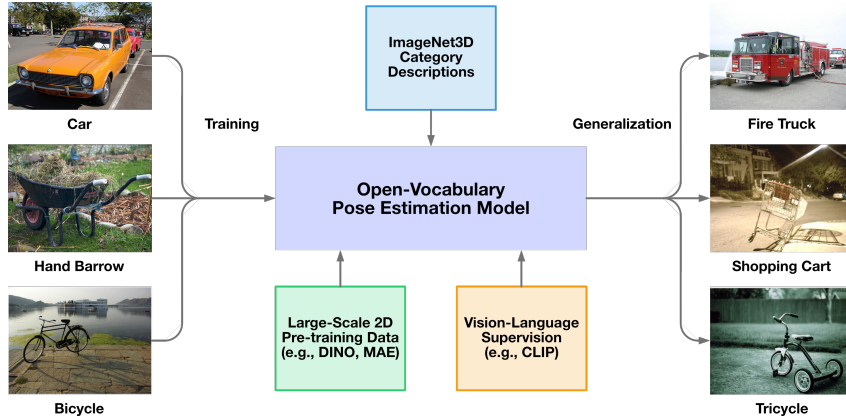 ImageNet3D
Category
Descriptions
Car
Training
Generalization
Fire Truck
Open-Vocabulary
Pose Estimation Model
Hand Barrow
Shopping Cart
Large-Scale 2D
Pre-training Data
(e.g., DINO, MAE)
Vision-Language
Supervision
(e.g., CLIP)
Bicycle
Tricycle